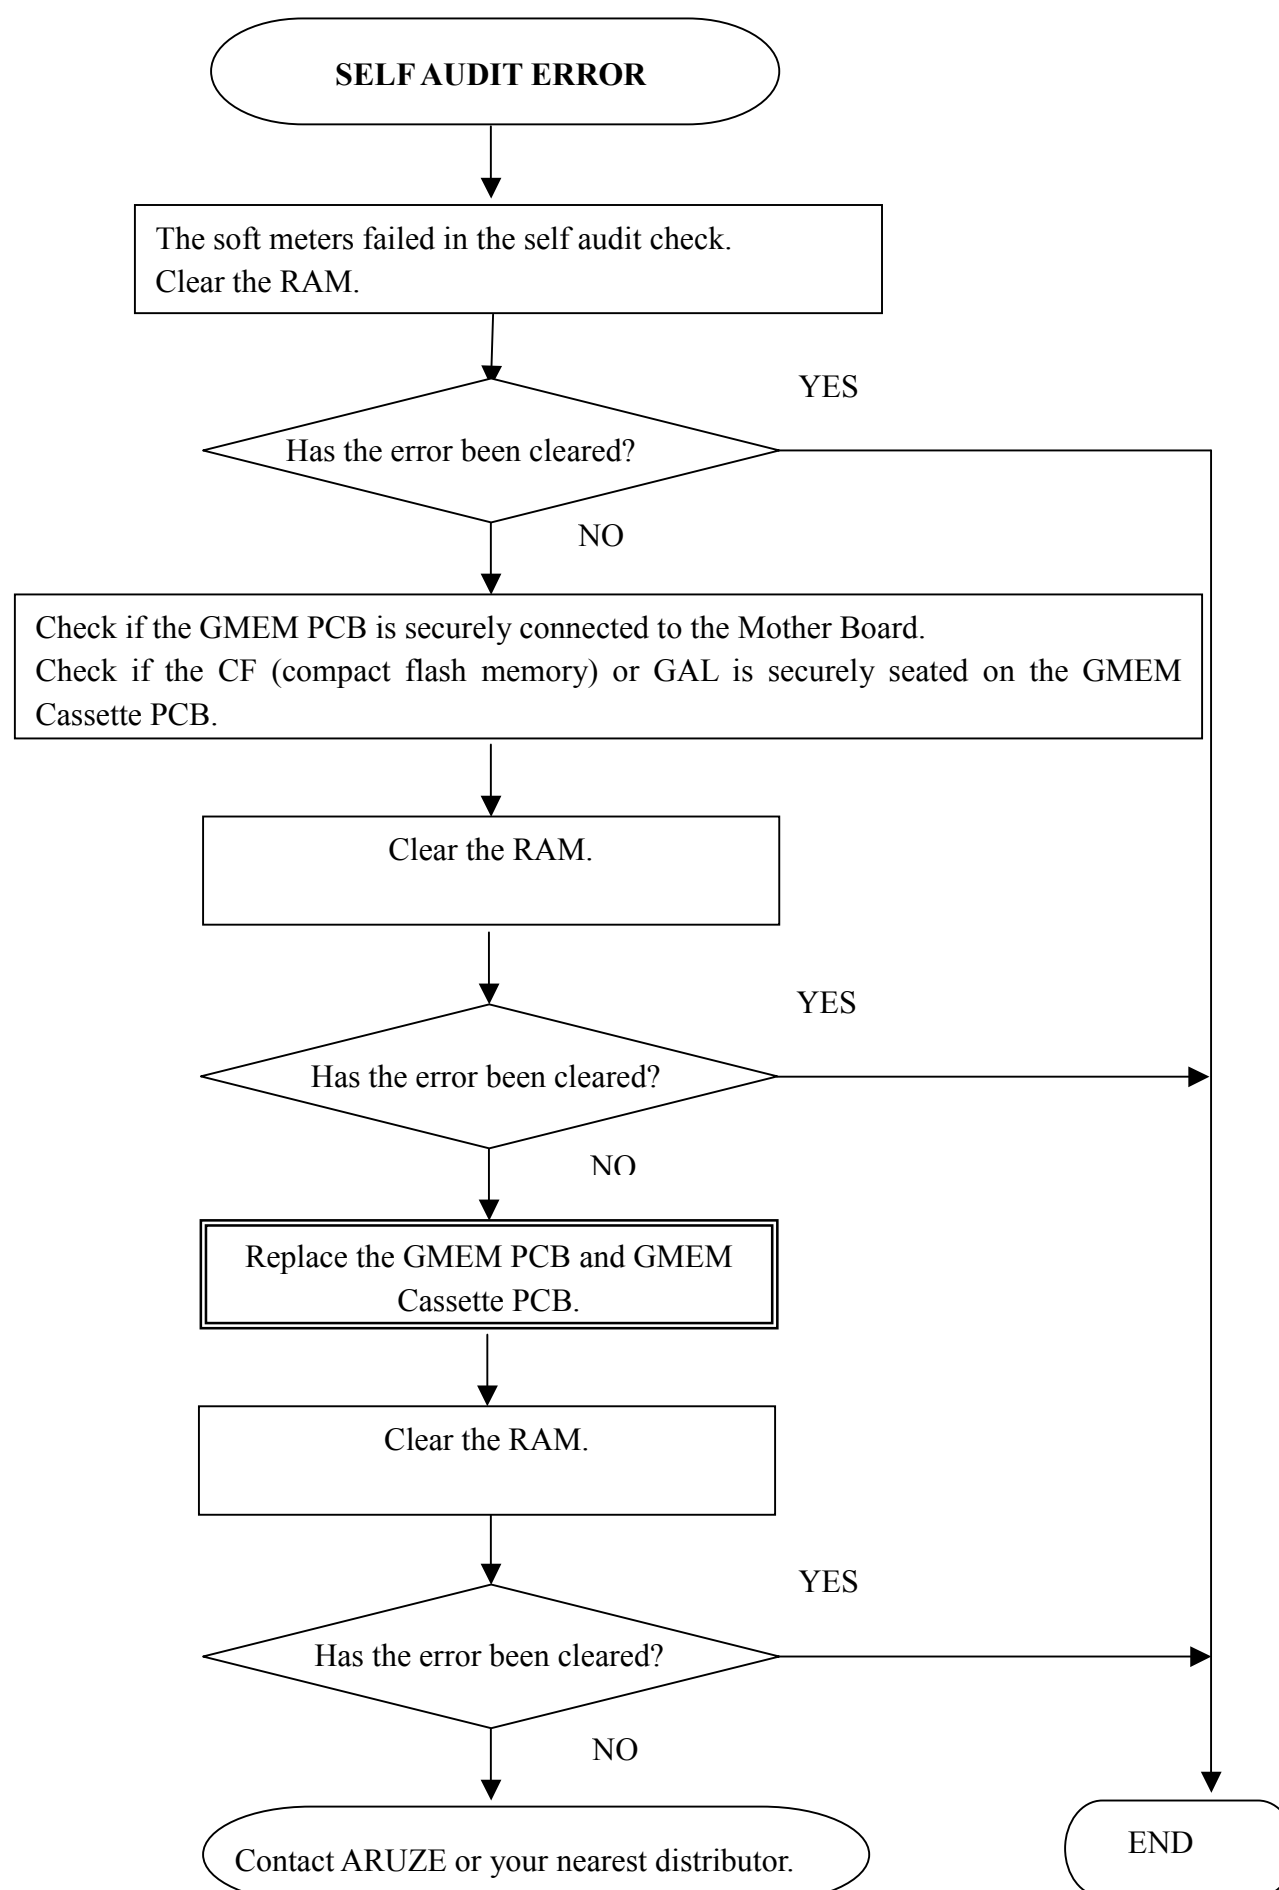 SELF AUDIT ERROR
The soft meters failed in the self audit check.
Clear the RAM.
YES
Has the error been cleared?
NO
Check if the GMEM PCB is securely connected to the Mother Board.
Check if the CF (compact flash memory) or GAL is securely seated on the GMEM
Cassette PCB.
Clear the RAM.
YES
Has the error been cleared?
NO
Replace the GMEM PCB and GMEM
Cassette PCB.
Clear the RAM.
YES
Has the error been cleared?
NO
Contact ARUZE or your nearest distributor.
END